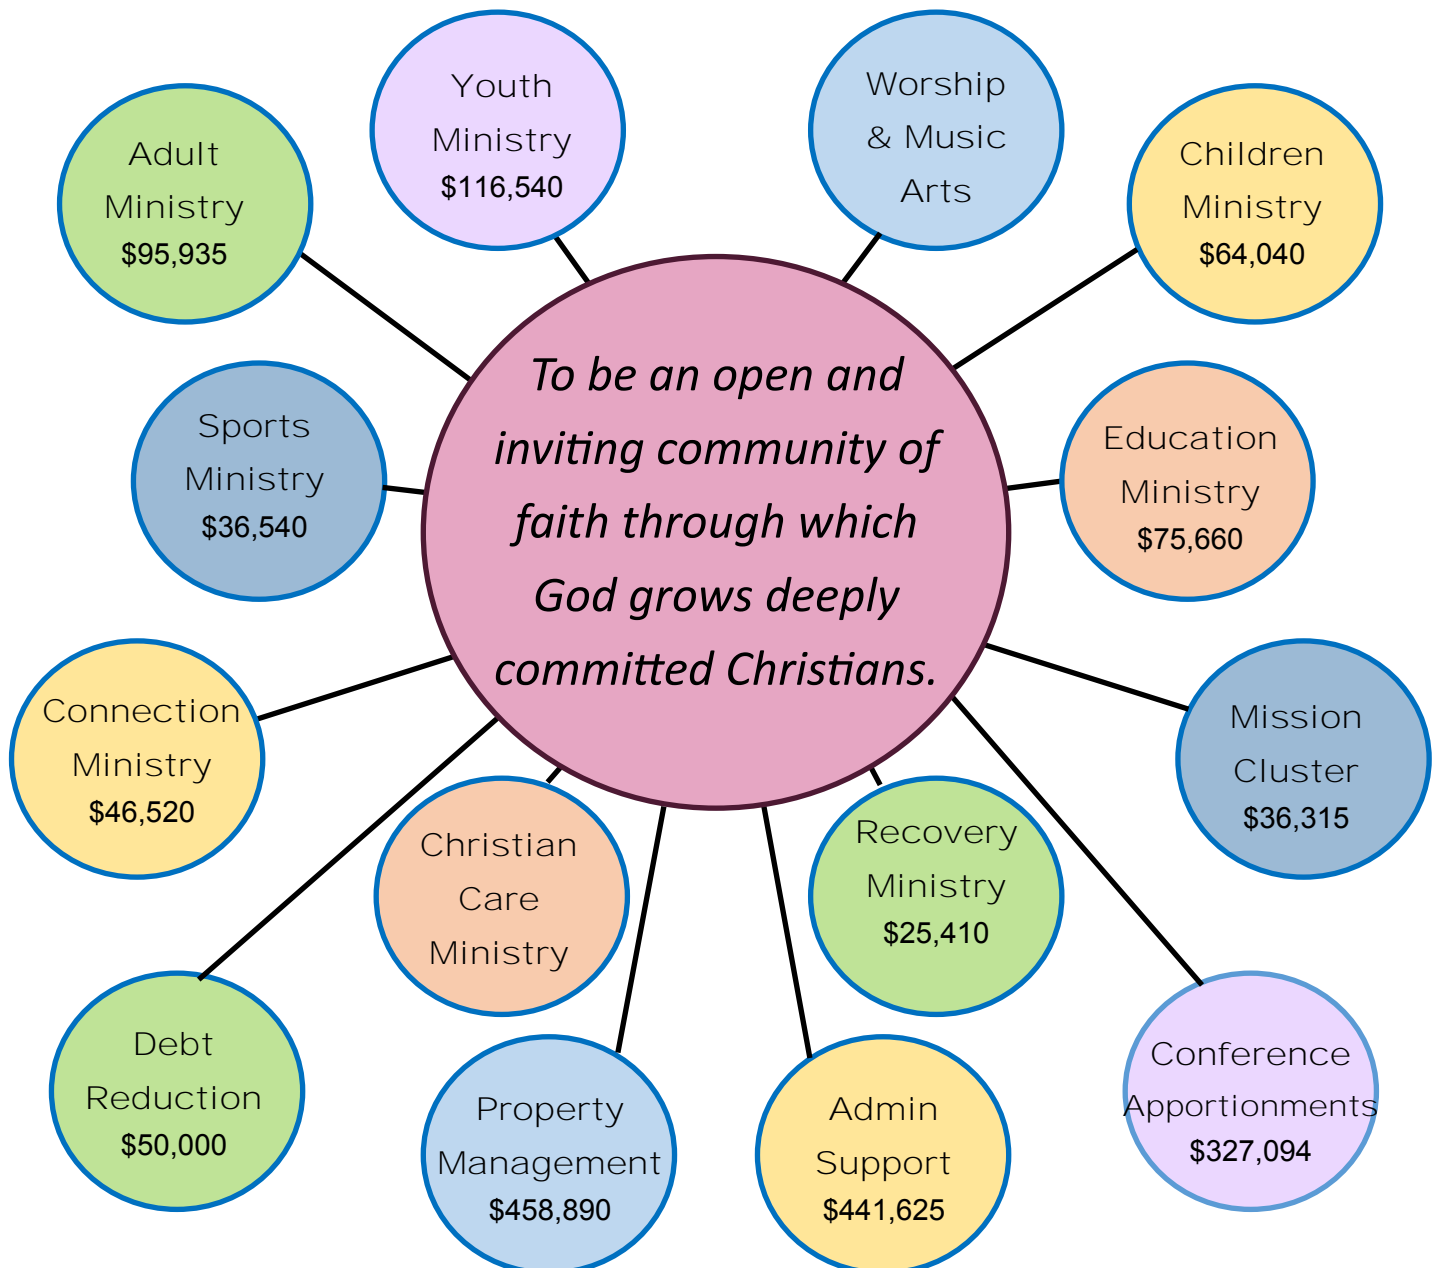 Youth
Ministry
$116,540
Worship
& Music
Arts
Adult
Ministry
$95,935
Children
Ministry
$64,040
To be an open and
inviting community of
faith through which
God grows deeply
committed Christians.
Sports
Ministry
$36,540
Education
Ministry
$75,660
Connection
Ministry
$46,520
Mission
Cluster
$36,315
Christian
Care
Ministry
Recovery
Ministry
$25,410
Debt
Reduction
$50,000
Property
Management
$458,890
Admin
Support
$441,625
Conference
Apportionments
$327,094